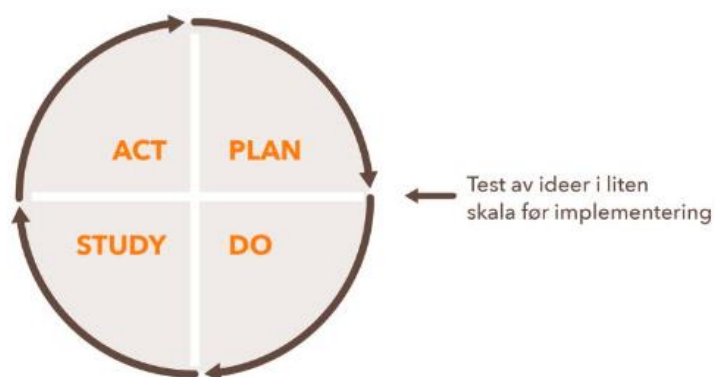 ACT PLAN
STUDY DO
Test av ideer i liten
skala før implementering